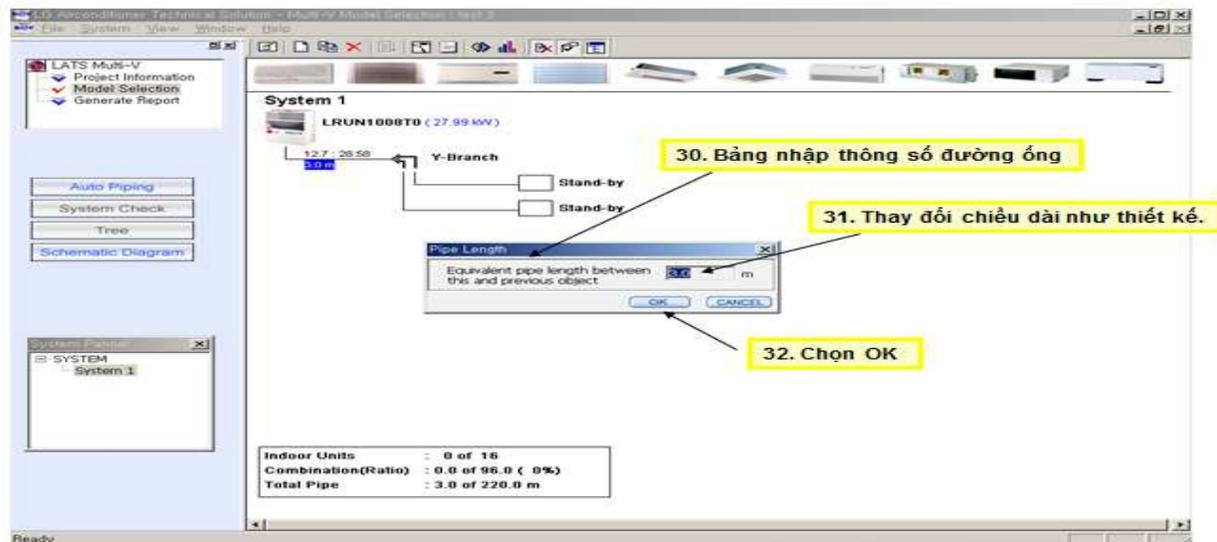 LG Airconditioner Technical Solution - Multi-V Model Selection : test 3
File System View Window Help
LATS Multi-V
Project Information
Model Selection
Generate Report
Auto Piping
System Check
Tree
Schematic Diagram
System Pannel
SYSTEM
System 1
System 1
LRUN1008T0 (27.99 kW)
12.7 : 28.58
3.0 m
Y-Branch
Stand-by
Stand-by
30. Bảng nhập thông số đường ống
31. Thay đổi chiều dài như thiết kế.
Pipe Length
Equivalent pipe length between this and previous object
3.0 m
OK CANCEL
32. Chọn OK
Indoor Units : 0 of 16
Combination(Ratio) : 0.0 of 96.0 ( 0%)
Total Pipe : 3.0 of 220.0 m
Ready